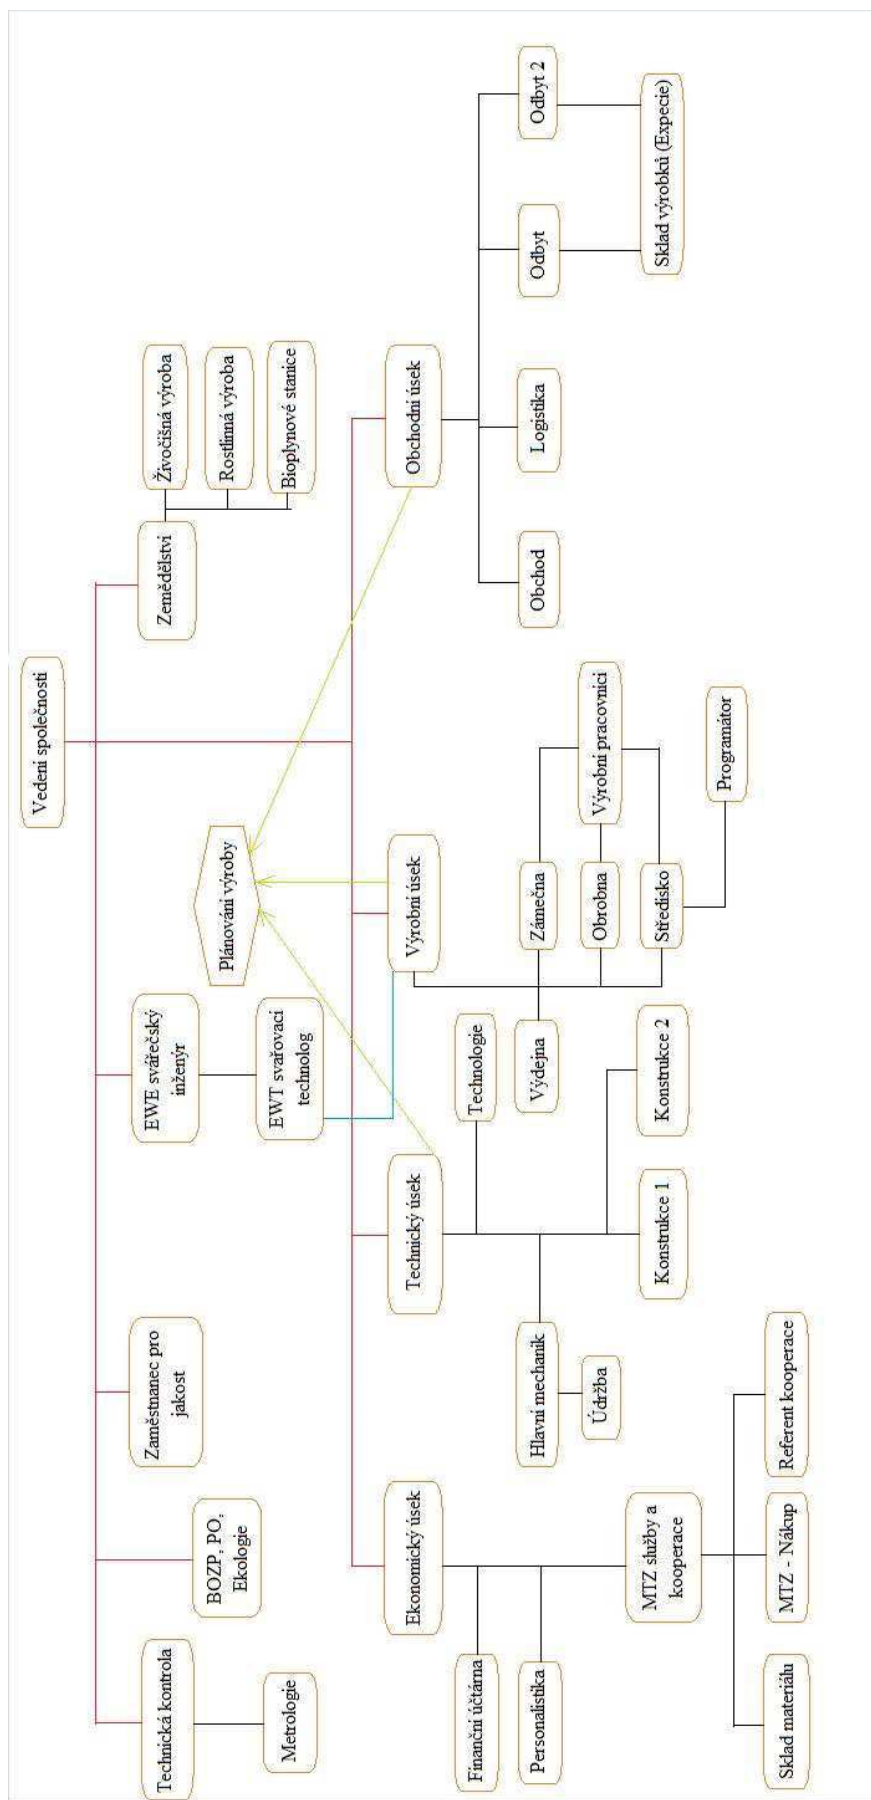 Vedení společnosti
Technická kontrola
Metrologie
BOZP, PO,
Ekologie
Zaměstnanec pro
jakost
EWE svářečský
inženýr
EWT svařovací
technolog
Plánování výroby
Zemědělství
Živočišná výroba
Rostlinná výroba
Bioplynové stanice
Ekonomický úsek
Technický úsek
Výrobní úsek
Obchodní úsek
Finanční účtárna
Personalistika
MTZ služby a
kooperace
Sklad materiálu
MTZ - Nákup
Referent kooperace
Hlavní mechanik
Údržba
Technologie
Konstrukce 1
Konstrukce 2
Výdejna
Zámečna
Obrobna
Středisko
Výrobní pracovníci
Programátor
Obchod
Logistika
Odbyt
Odbyt 2
Sklad výrobků (Expecie)